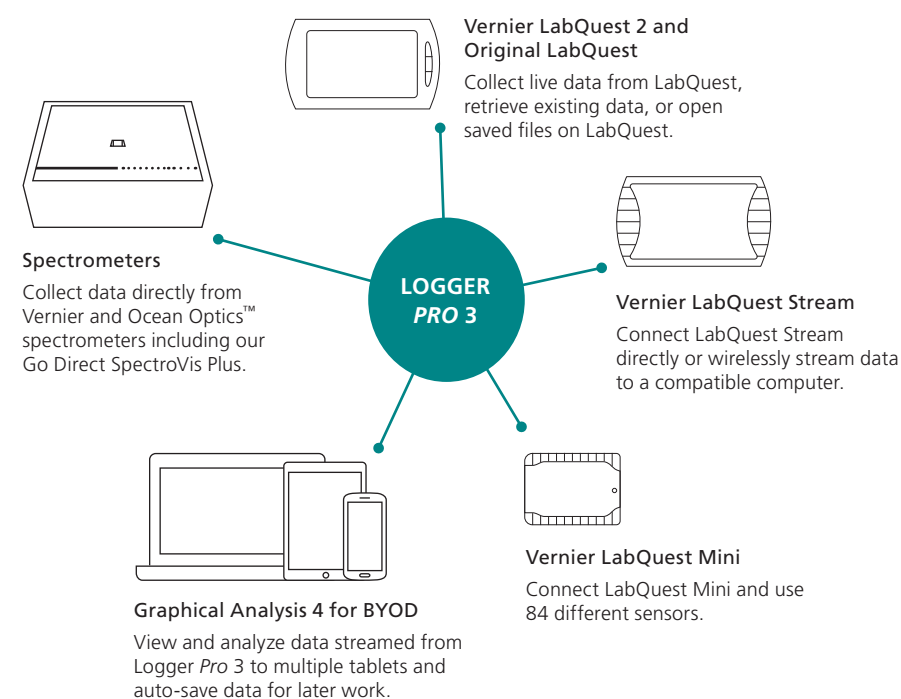 Vernier LabQuest 2 and
Original LabQuest
Collect live data from LabQuest,
retrieve existing data, or open
saved files on LabQuest.
Spectrometers
Collect data directly from
Vernier and Ocean Optics™
spectrometers including our
Go Direct SpectroVis Plus.
LOGGER
PRO 3
Vernier LabQuest Stream
Connect LabQuest Stream
directly or wirelessly stream data
to a compatible computer.
Vernier LabQuest Mini
Connect LabQuest Mini and use
84 different sensors.
Graphical Analysis 4 for BYOD
View and analyze data streamed from
Logger Pro 3 to multiple tablets and
auto-save data for later work.